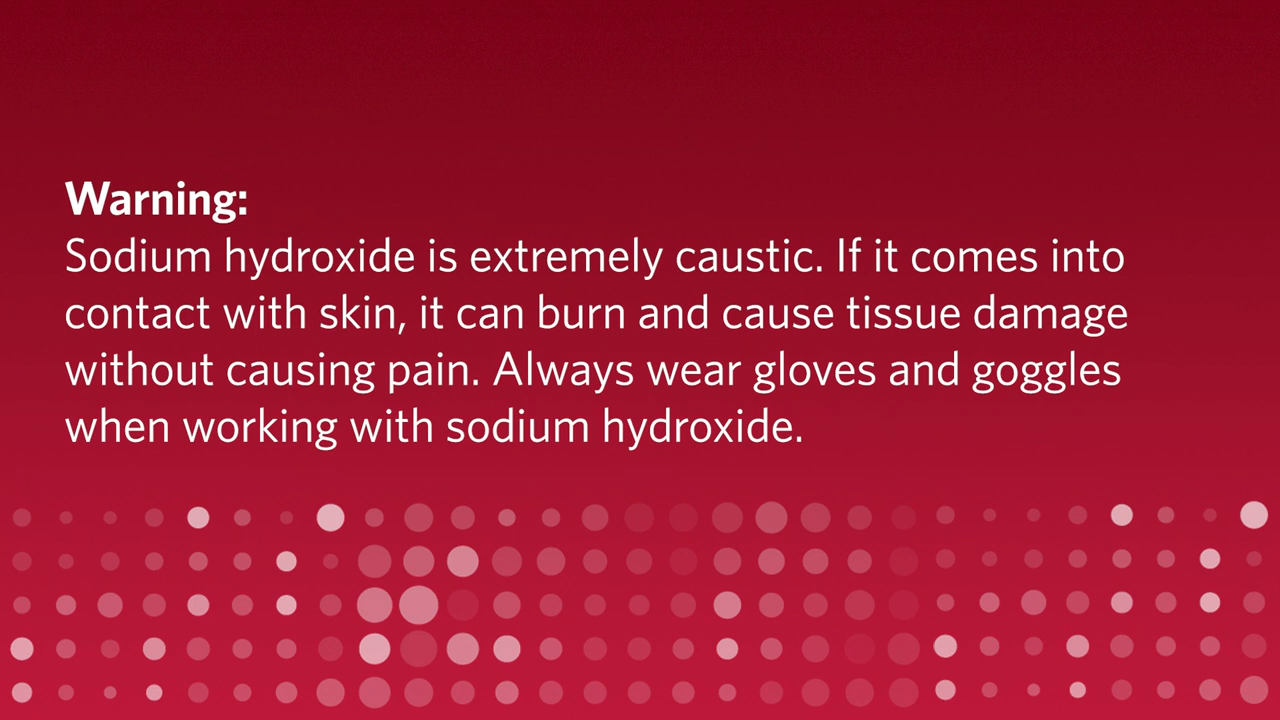 Warning:
Sodium hydroxide is extremely caustic. If it comes into
contact with skin, it can burn and cause tissue damage
without causing pain. Always wear gloves and goggles
when working with sodium hydroxide.